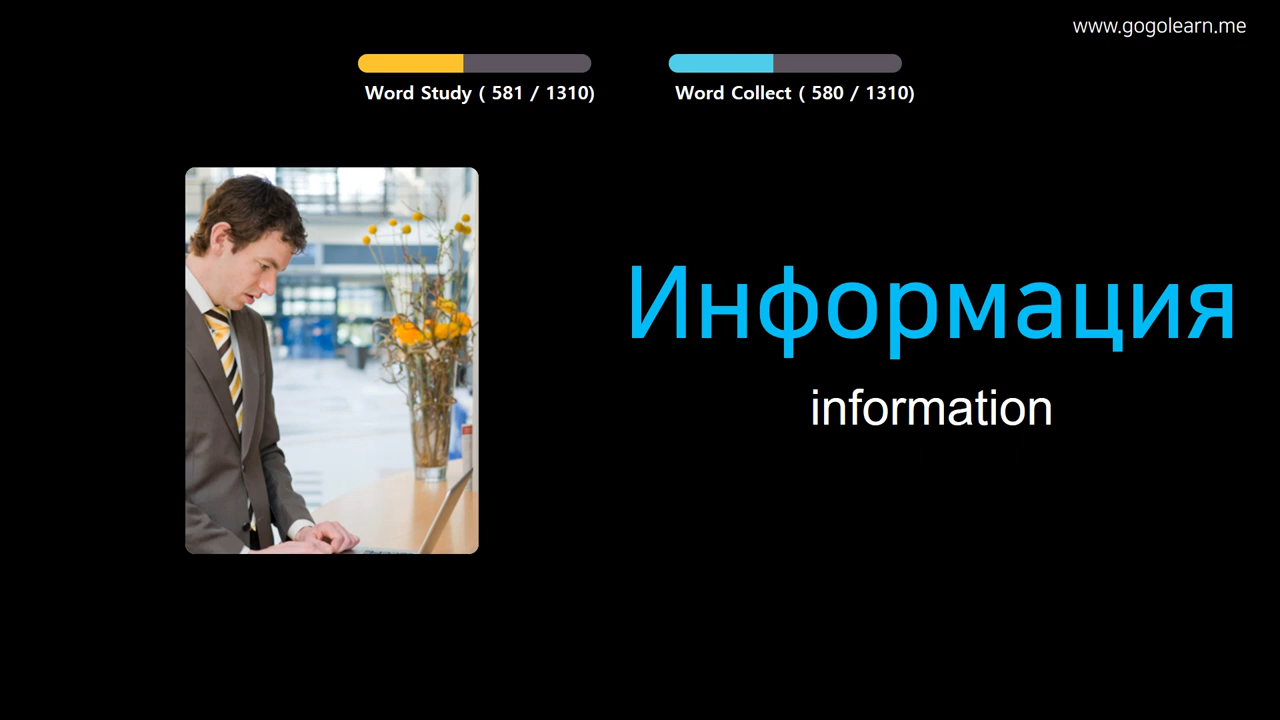 www.gogolearn.me
Word Study ( 581 / 1310)
Word Collect ( 580 / 1310)
Информация
information